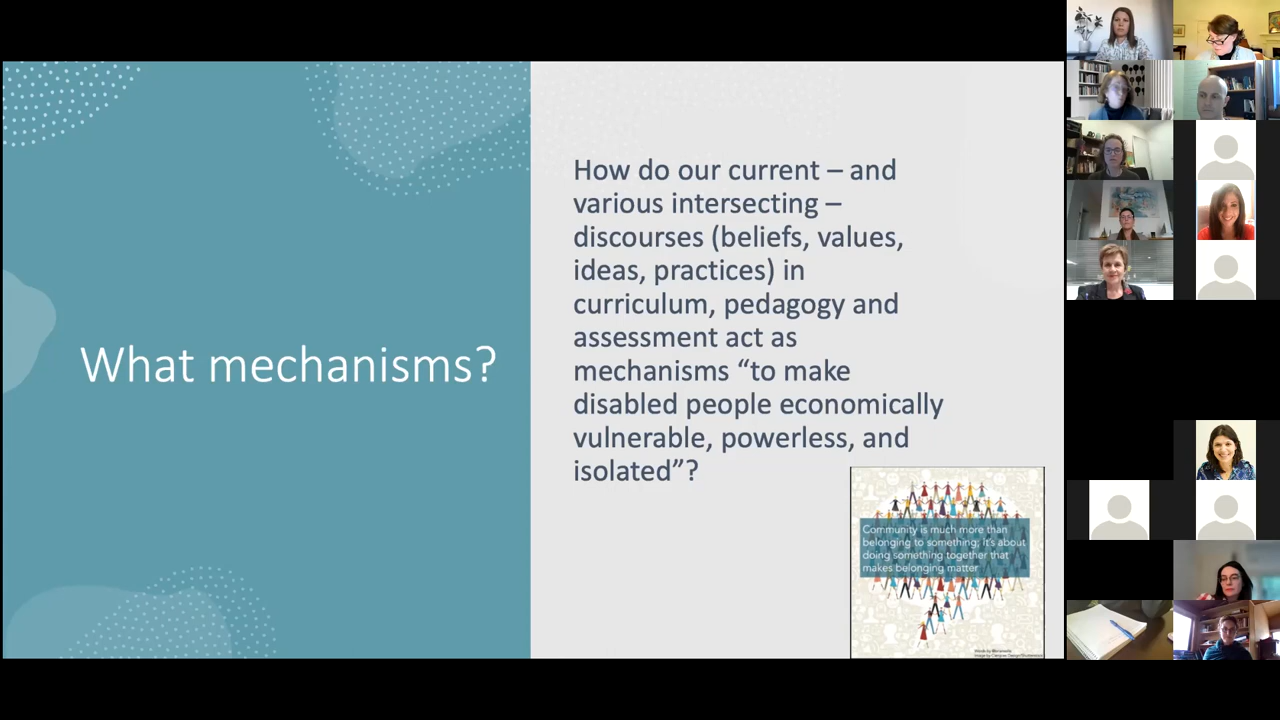 What mechanisms?
How do our current – and
various intersecting –
discourses (beliefs, values,
ideas, practices) in
curriculum, pedagogy and
assessment act as
mechanisms “to make
disabled people economically
vulnerable, powerless, and
isolated”?
Community is much more than
belonging to something; it's about
doing something together that
makes belonging matter